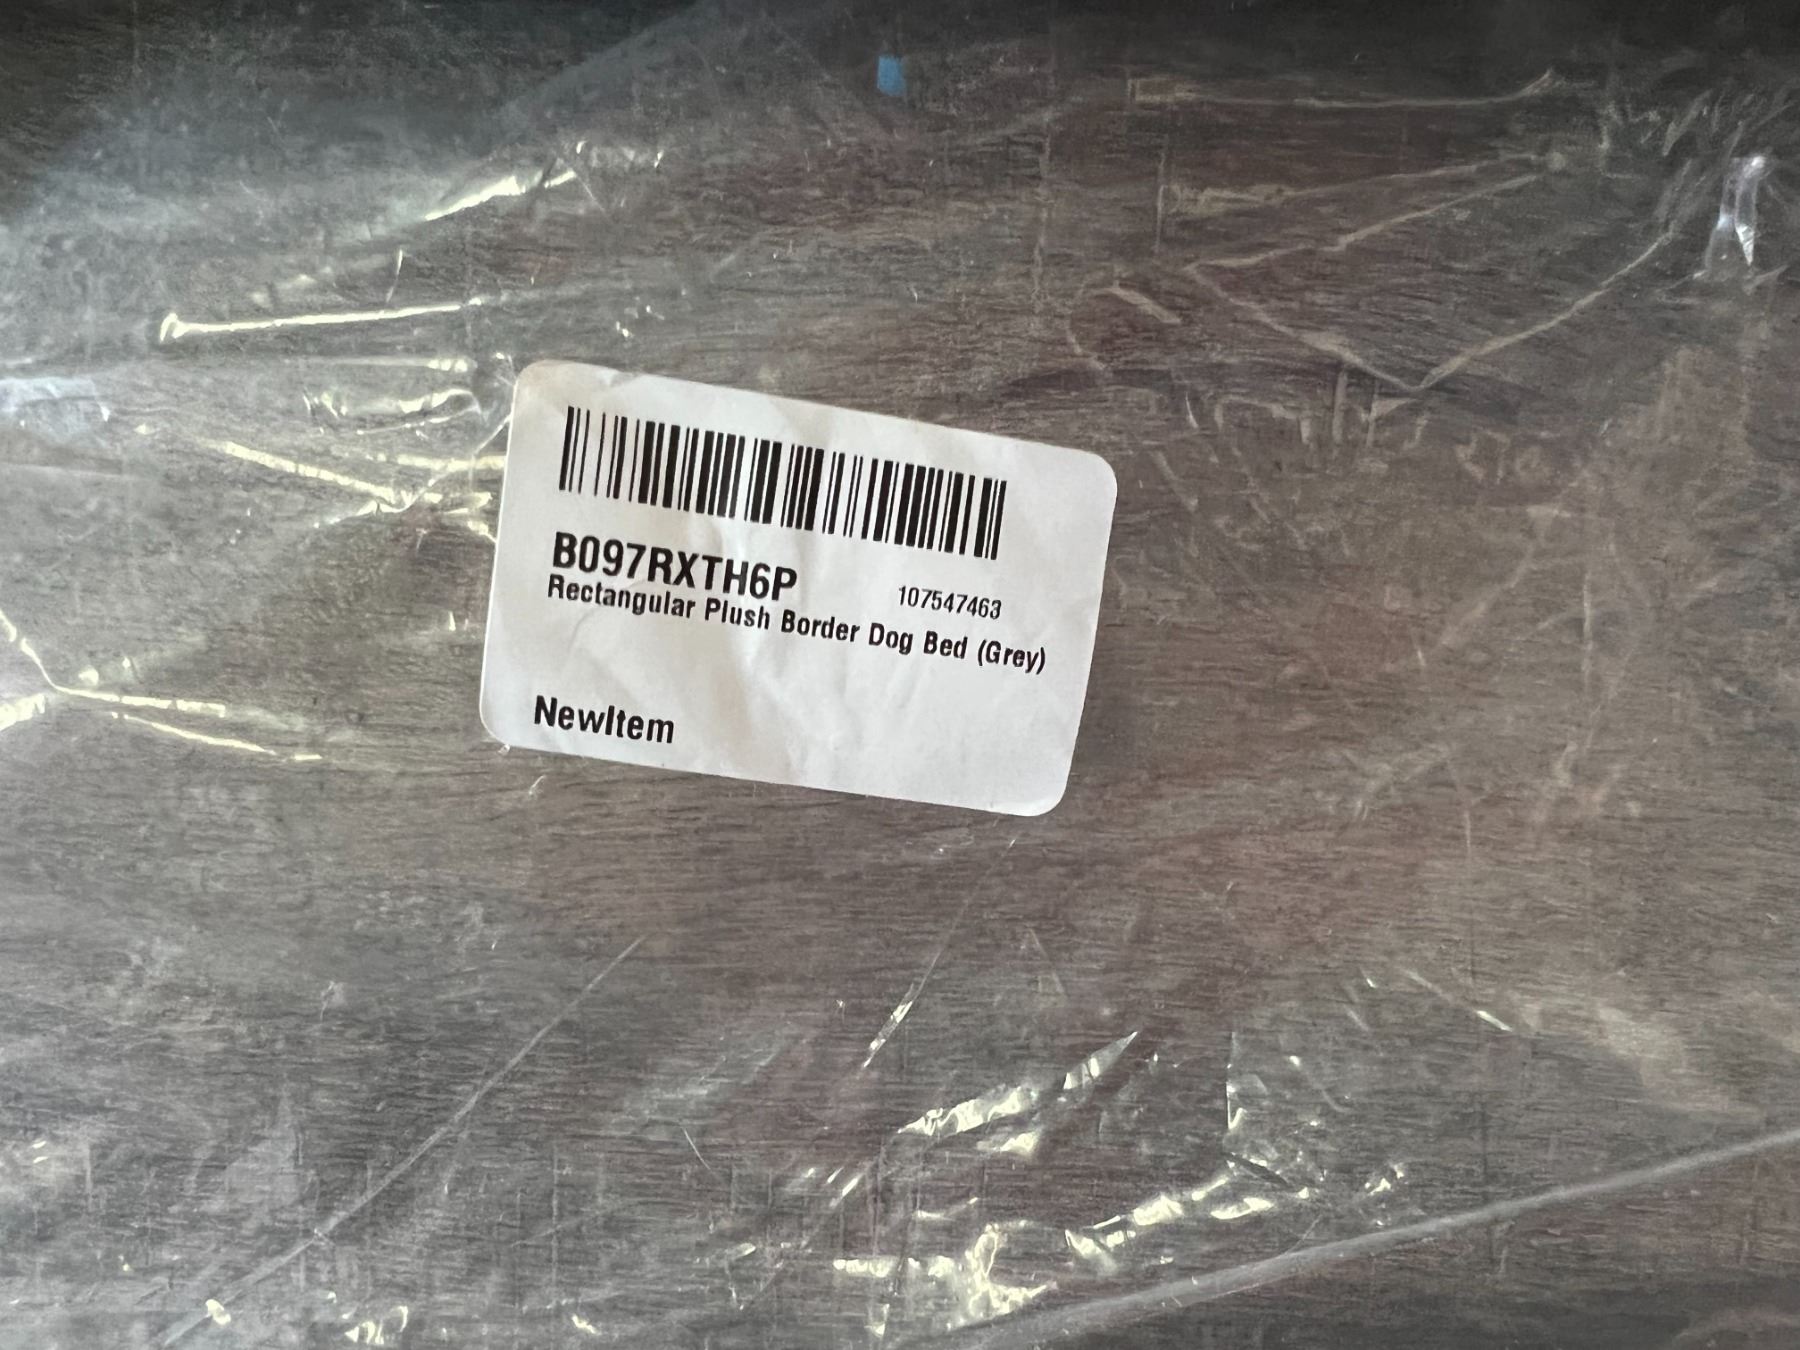 B097RXTH6P
107547463
Rectangular Plush Border Dog Bed (Grey)
NewItem